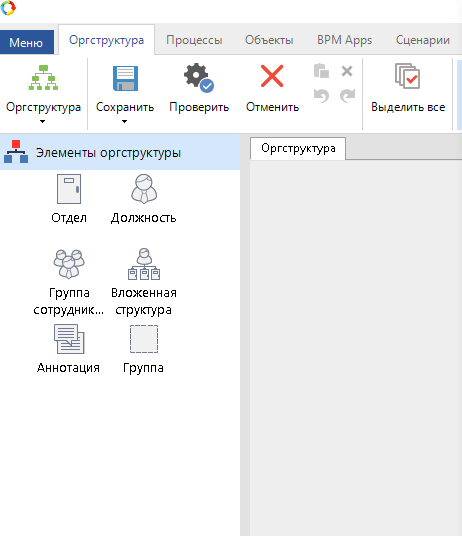 Меню Оргструктура Процессы Объекты BPM Apps Сценарии
Оргструктура Сохранить Проверить Отменить Выделить все
Элементы оргструктуры
Оргструктура
Отдел Должность
Группа Вложенная
сотрудник... структура
Аннотация Группа